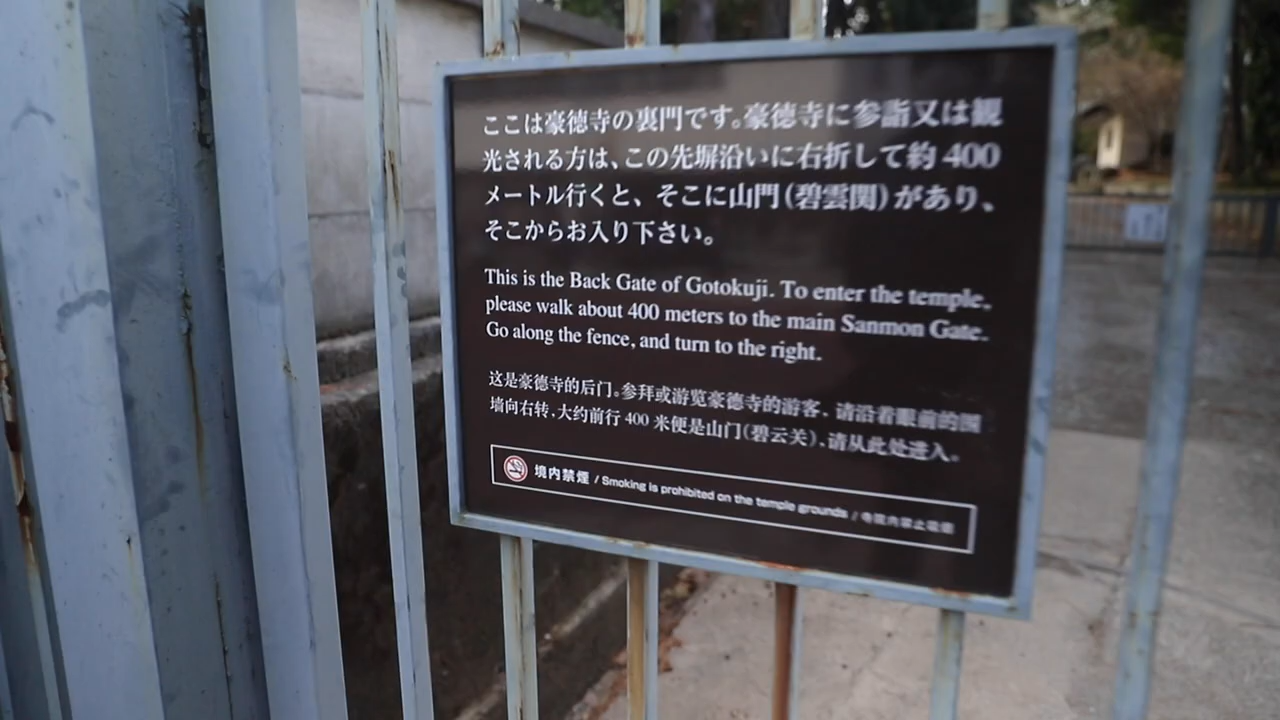 ここは豪徳寺の裏門です。豪徳寺に参詣又は観
光される方は、この先塀沿いに右折して約 400
メートル行くと、そこに山門（碧雲関）があり、
そこからお入り下さい。
This is the Back Gate of Gotokuji. To enter the temple,
please walk about 400 meters to the main Sanmon Gate.
Go along the fence, and turn to the right.
这是豪德寺的后门。参拜或游览豪德寺的游客，请沿着眼前的围
墙向右转，大约前行 400 米便是山门（碧云关），请从此处进入。
境内禁煙 / Smoking is prohibited on the temple grounds / 寺院内禁止吸烟